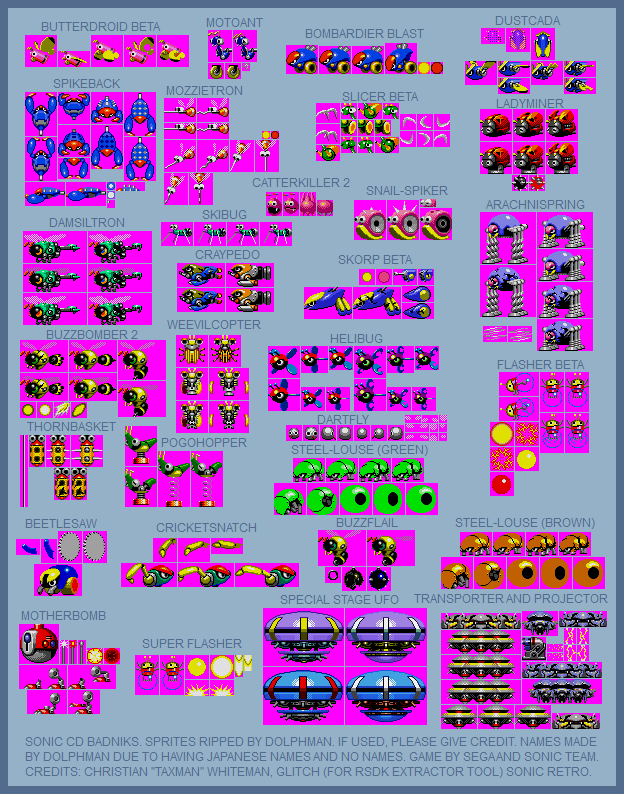 BUTTERDROID BETA
MOTOANT
BOMBARDIER BLAST
DUSTCADA
SPIKEBACK
MOZZIETRON
SLICER BETA
LADYMINER
CATTERKILLER 2
SNAIL-SPIKER
ARACHNISPRING
DAMSILTRON
SKIBUG
CRAYPEDO
SKORP BETA
BUZZBOMBER 2
WEEVILCOPTER
HELIBUG
FLASHER BETA
THORNBASKET
POGOHOPPER
DARTFLY
STEEL-LOUSE (GREEN)
BEETLESAW
CRICKETSNATCH
BUZZFLAIL
STEEL-LOUSE (BROWN)
MOTHERBOMB
SUPER FLASHER
SPECIAL STAGE UFO
TRANSPORTER AND PROJECTOR
SONIC CD BADNIKS. SPRITES RIPPED BY DOLPHMAN. IF USED, PLEASE GIVE CREDIT. NAMES MADE
BY DOLPHMAN DUE TO HAVING JAPANESE NAMES AND NO NAMES. GAME BY SEGA AND SONIC TEAM.
CREDITS: CHRISTIAN "TAXMAN" WHITEMAN, GLITCH (FOR RSDK EXTRACTOR TOOL) SONIC RETRO.